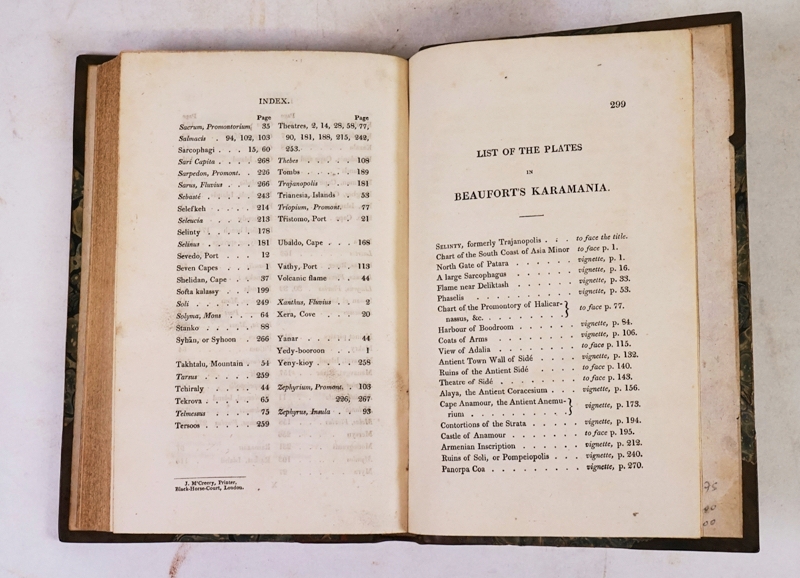 INDEX.
Page
Sacrum, Promontorium, 35
Salmacis . 94, 102, 103
Sarcophagi . . . 15, 60
Sari Capita . . . . 268
Sarpedon, Promont. . 226
Sarus, Fluvius . . . 266
Sebasté . . . . . 243
Selefkeh . . . . 214
Seleucia . . . . 213
Selinty . . . . . 178
Selinus . . . . . 181
Sevedo, Port . . . 12
Seven Capes . . . 1
Shelidan, Cape . . 37
Softa kalassy . . . 199
Soli . . . . . . 249
Solyma, Mons . . . 64
Stanko . . . . . 88
Syhân, or Syhoon . 266
Takhtalu, Mountain . 54
Tarsus . . . . . 259
Tchiraly . . . . 44
Tekrova . . . . . 65
Telmessus . . . . 75
Tersoos . . . . . 259
J. M'Creery, Printer,
Black-Horse-Court, London.
Page
Theatres, 2, 14, 28, 58, 77,
90, 181, 188, 215, 242,
253.
Thebes . . . . . 108
Tombs . . . . . 189
Trajanopolis . . . . 181
Trianesia, Islands . 53
Triopium, Promont. 77
Tristomo, Port . . 21
Ubaldo, Cape . . . 168
Vathy, Port . . . . 113
Volcanic flame . . 44
Xanthus, Fluvius . . 2
Xera, Cove . . . 20
Yanar . . . . . 44
Yedy-booroon . . 1
Yeny-kioy . . . . 258
Zephyrium, Promont. . 103
226, 267
Zephyrus, Insula . . 93
299
LIST OF THE PLATES
IN
BEAUFORT'S KARAMANIA.
SELINTY, formerly Trajanopolis . . . to face the title.
Chart of the South Coast of Asia Minor to face p. 1.
North Gate of Patara . . . . . . vignette, p. 1.
A large Sarcophagus . . . . . . vignette, p. 16.
Flame near Deliktash . . . . . . vignette, p. 33.
Phaselis . . . . . . . . . . vignette, p. 53.
Chart of the Promontory of Halicar-
nassus, &c. . . . . . . . . } to face p. 77.
Harbour of Boodroom . . . . . . vignette, p. 84.
Coats of Arms . . . . . . . . vignette, p. 106.
View of Adalia . . . . . . . . to face p. 115.
Antient Town Wall of Sidé . . . . vignette, p. 132.
Ruins of the Antient Sidé . . . . . to face p. 140.
Theatre of Sidé . . . . . . . . to face p. 143.
Alaya, the Antient Coracesium . . . vignette, p. 156.
Cape Anamour, the Antient Anemu-
rium . . . . . . . . . . } vignette, p. 173.
Contortions of the Strata . . . . . vignette, p. 194.
Castle of Anamour . . . . . . . to face p. 195.
Armenian Inscription . . . . . . vignette, p. 212.
Ruins of Soli, or Pompeiopolis . . . vignette, p. 240.
Panorpa Coa . . . . . . . . . vignette, p. 270.